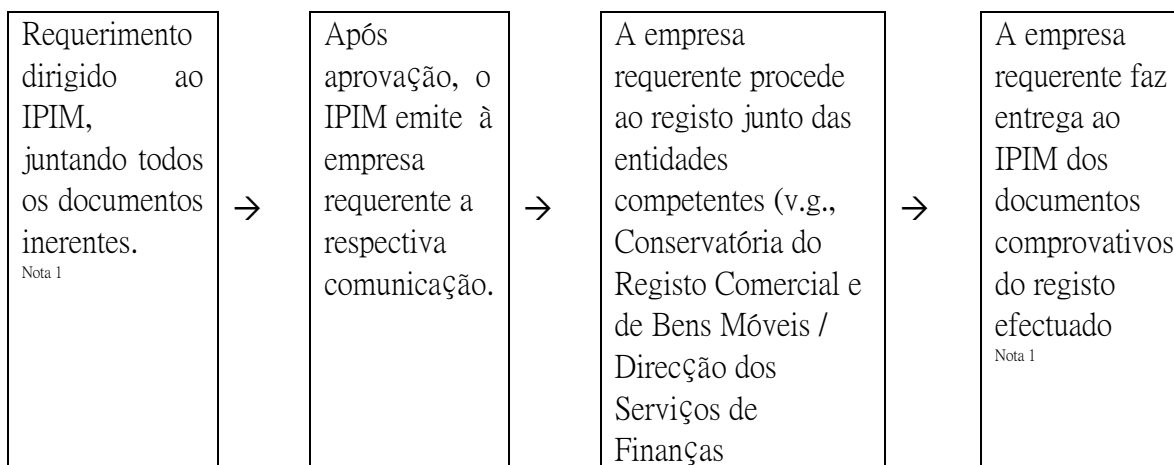 Requerimento
dirigido ao
IPIM,
juntando todos
os documentos
inerentes.
Nota 1
→
Após
aprovação, o
IPIM emite à
empresa
requerente a
respectiva
comunicação.
→
A empresa
requerente procede
ao registo junto das
entidades
competentes (v.g.,
Conservatória do
Registo Comercial e
de Bens Móveis /
Direcção dos
Serviços de
Finanças
→
A empresa
requerente faz
entrega ao
IPIM dos
documentos
comprovativos
do registo
efectuado
Nota 1